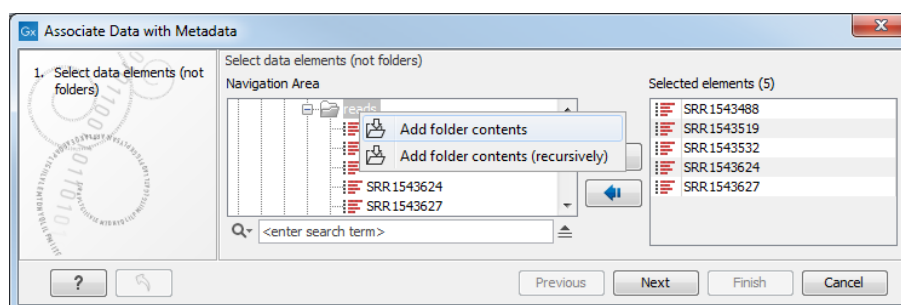 Gx Associate Data with Metadata
X
1. Select data elements (not
folders)
Select data elements (not folders)
Navigation Area
reads
Add folder contents
Add folder contents (recursively)
SRR1543624
SRR1543627
<enter search term>
Selected elements (5)
SRR1543488
SRR1543519
SRR1543532
SRR1543624
SRR1543627
? Previous Next Finish Cancel